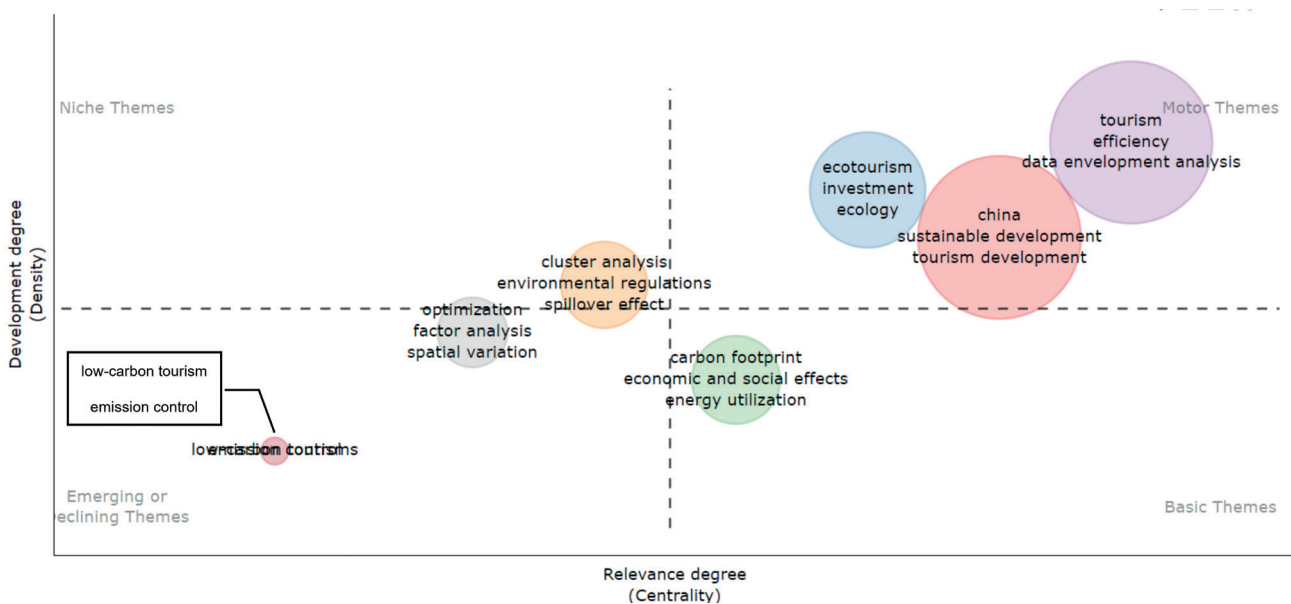 Niche Themes
Motor Themes
tourism
efficiency
data envelopment analysis
ecotourism
investment
ecology
china
sustainable development
tourism development
cluster analysis
environmental regulations
spillover effect
optimization
factor analysis
spatial variation
carbon footprint
economic and social effects
energy utilization
low-carbon tourism
emission control
Emerging or
eclining Themes
Basic Themes
Development degree
(Density)
Relevance degree
(Centrality)